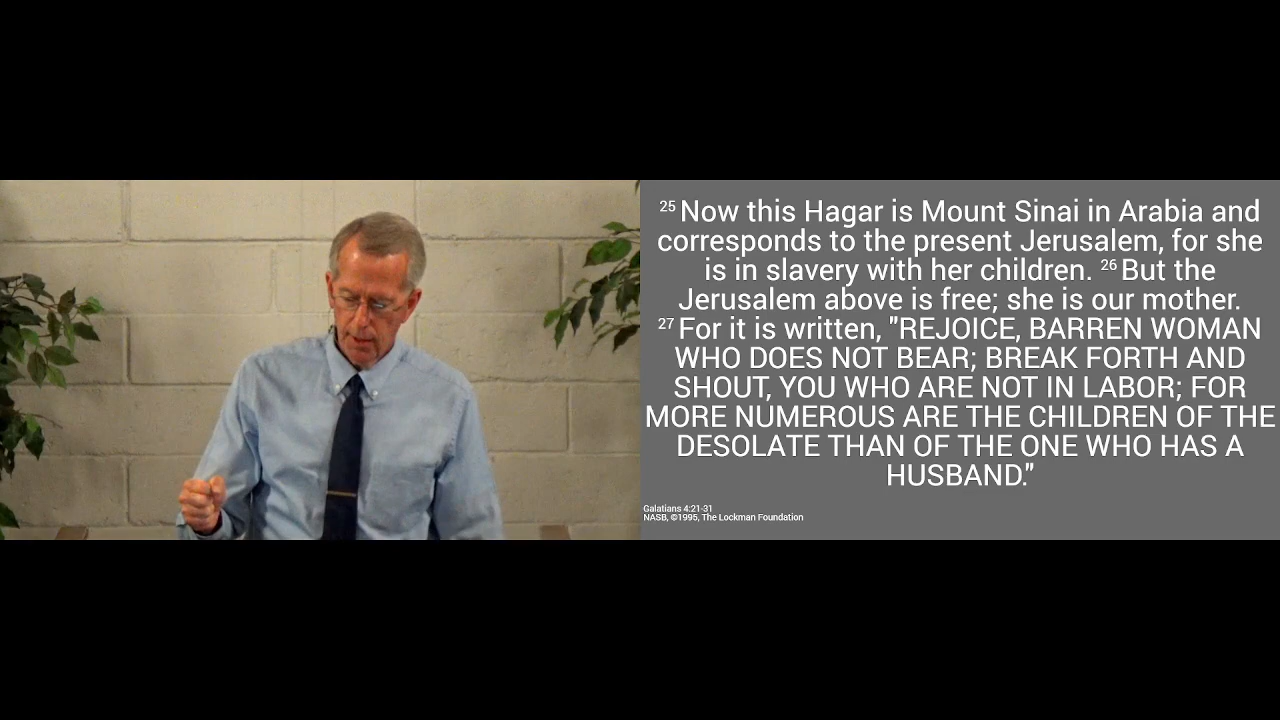 25 Now this Hagar is Mount Sinai in Arabia and
corresponds to the present Jerusalem, for she
is in slavery with her children. 26 But the
Jerusalem above is free; she is our mother.
27 For it is written, "REJOICE, BARREN WOMAN
WHO DOES NOT BEAR; BREAK FORTH AND
SHOUT, YOU WHO ARE NOT IN LABOR; FOR
MORE NUMEROUS ARE THE CHILDREN OF THE
DESOLATE THAN OF THE ONE WHO HAS A
HUSBAND."
Galatians 4:21-31
NASB, ©1995, The Lockman Foundation